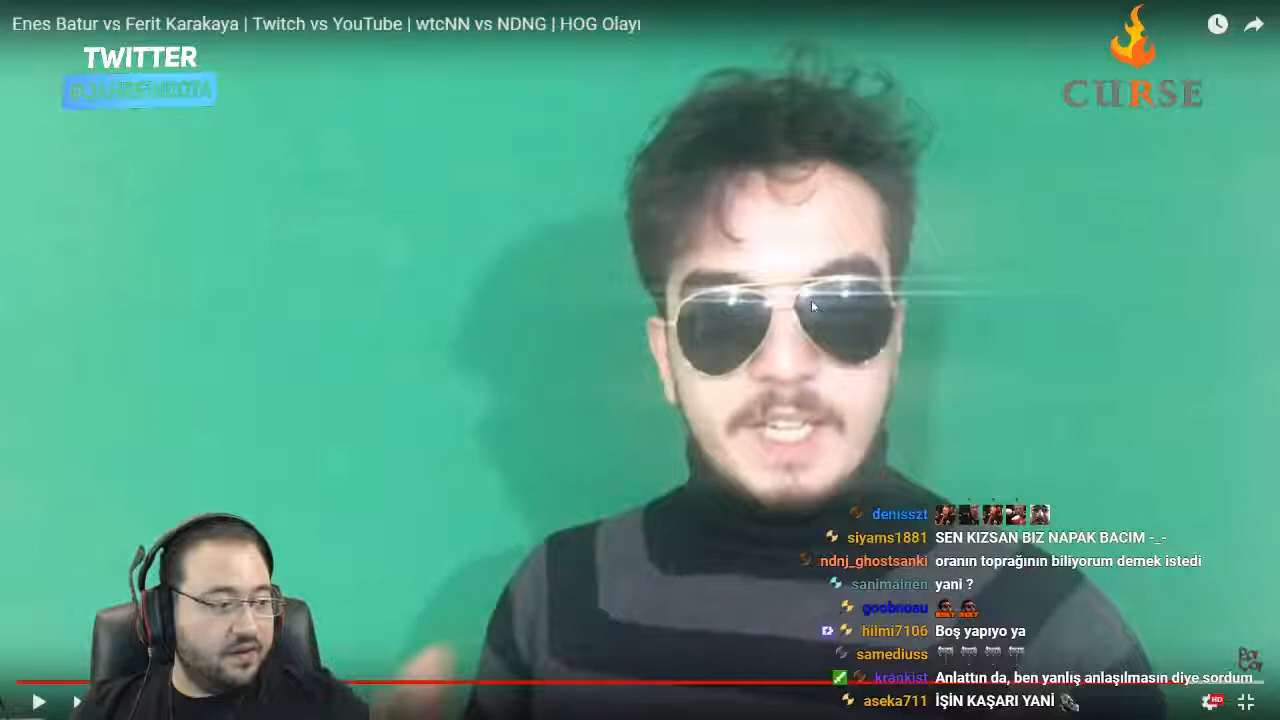 Enes Batur vs Ferit Karakaya | Twitch vs YouTube | wtcNN vs NDNG | HOG Olayı
TWITTER
CURSE
denisszt
siyams1881 SEN KIZSAN BIZ NAPAK BACIM -_-
ndnj_ghostsanki oranın toprağının biliyorum demek istedi
sanimainen yani ?
goobnosu
hilmi7106 Boş yapıyo ya
samediuss
krankist Anlattın da, ben yanlış anlaşılmasın diye sordum
aseka711 İŞİN KAŞARI YANİ
HD